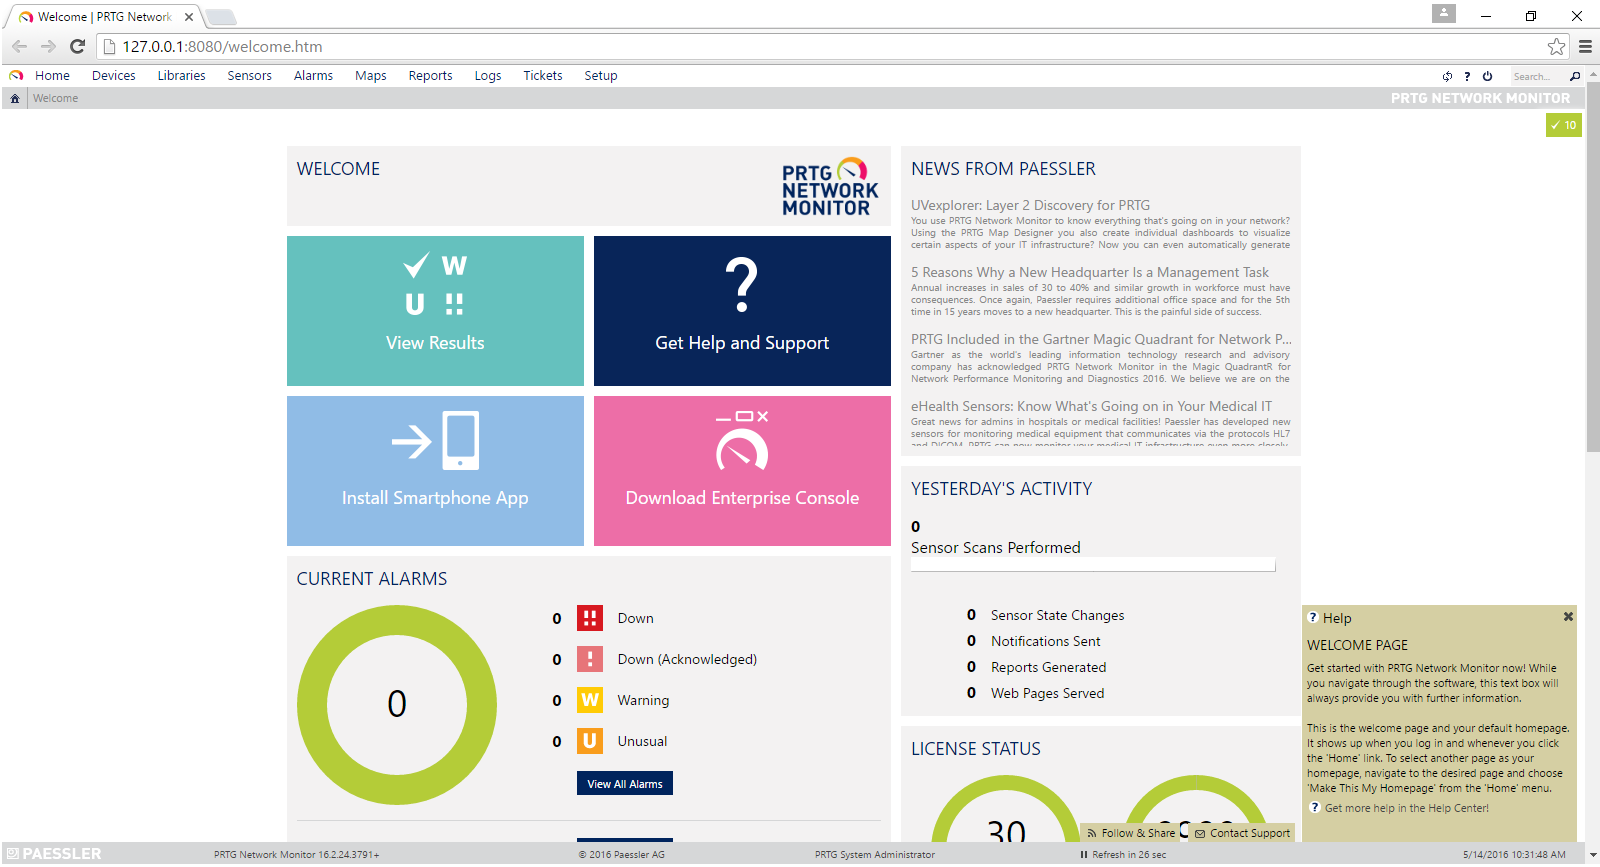 Welcome | PRTG Network
127.0.0.1:8080/welcome.htm
Home Devices Libraries Sensors Alarms Maps Reports Logs Tickets Setup
? Search...
Welcome
PRTG NETWORK MONITOR
10
WELCOME
PRTG
NETWORK
MONITOR
W
U !!
View Results
?
Get Help and Support
Install Smartphone App
Download Enterprise Console
CURRENT ALARMS
0
0 !! Down
0 ! Down (Acknowledged)
0 W Warning
0 U Unusual
View All Alarms
NEWS FROM PAESSLER
UVexplorer: Layer 2 Discovery for PRTG
You use PRTG Network Monitor to know everything that's going on in your network?
Using the PRTG Map Designer you also create individual dashboards to visualize
certain aspects of your IT infrastructure? Now you can even automatically generate
5 Reasons Why a New Headquarter Is a Management Task
Annual increases in sales of 30 to 40% and similar growth in workforce must have
consequences. Once again, Paessler requires additional office space and for the 5th
time in 15 years moves to a new headquarter. This is the painful side of success.
PRTG Included in the Gartner Magic Quadrant for Network P...
Gartner as the world's leading information technology research and advisory
company has acknowledged PRTG Network Monitor in the Magic QuadrantR for
Network Performance Monitoring and Diagnostics 2016. We believe we are on the
eHealth Sensors: Know What's Going on in Your Medical IT
Great news for admins in hospitals or medical facilities! Paessler has developed new
sensors for monitoring medical equipment that communicates via the protocols HL7
and DICOM. PRTG can now monitor your medical IT infrastructure even more closely.
YESTERDAY'S ACTIVITY
0
Sensor Scans Performed
0 Sensor State Changes
0 Notifications Sent
0 Reports Generated
0 Web Pages Served
LICENSE STATUS
30
? Help
WELCOME PAGE
Get started with PRTG Network Monitor now! While
you navigate through the software, this text box will
always provide you with further information.
This is the welcome page and your default homepage.
It shows up when you log in and whenever you click
the 'Home' link. To select another page as your
homepage, navigate to the desired page and choose
'Make This My Homepage' from the 'Home' menu.
? Get more help in the Help Center!
Follow & Share
Contact Support
PAESSLER
PRTG Network Monitor 16.2.24.3791+
© 2016 Paessler AG
PRTG System Administrator
Refresh in 26 sec
5/14/2016 10:31:48 AM